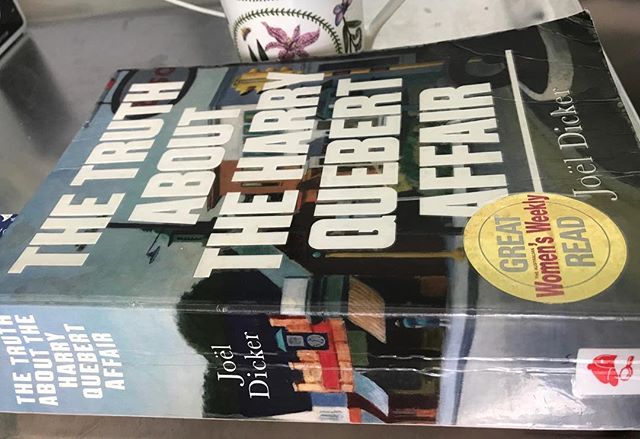 THE TRUTH
ABOUT
THE HARRY
QUEBERT
AFFAIR
Joël Dicker
GREAT
THE AUSTRALIAN
Women's Weekly
READ
THE TRUTH
ABOUT THE
HARRY
QUEBERT
AFFAIR
Joël
Dicker